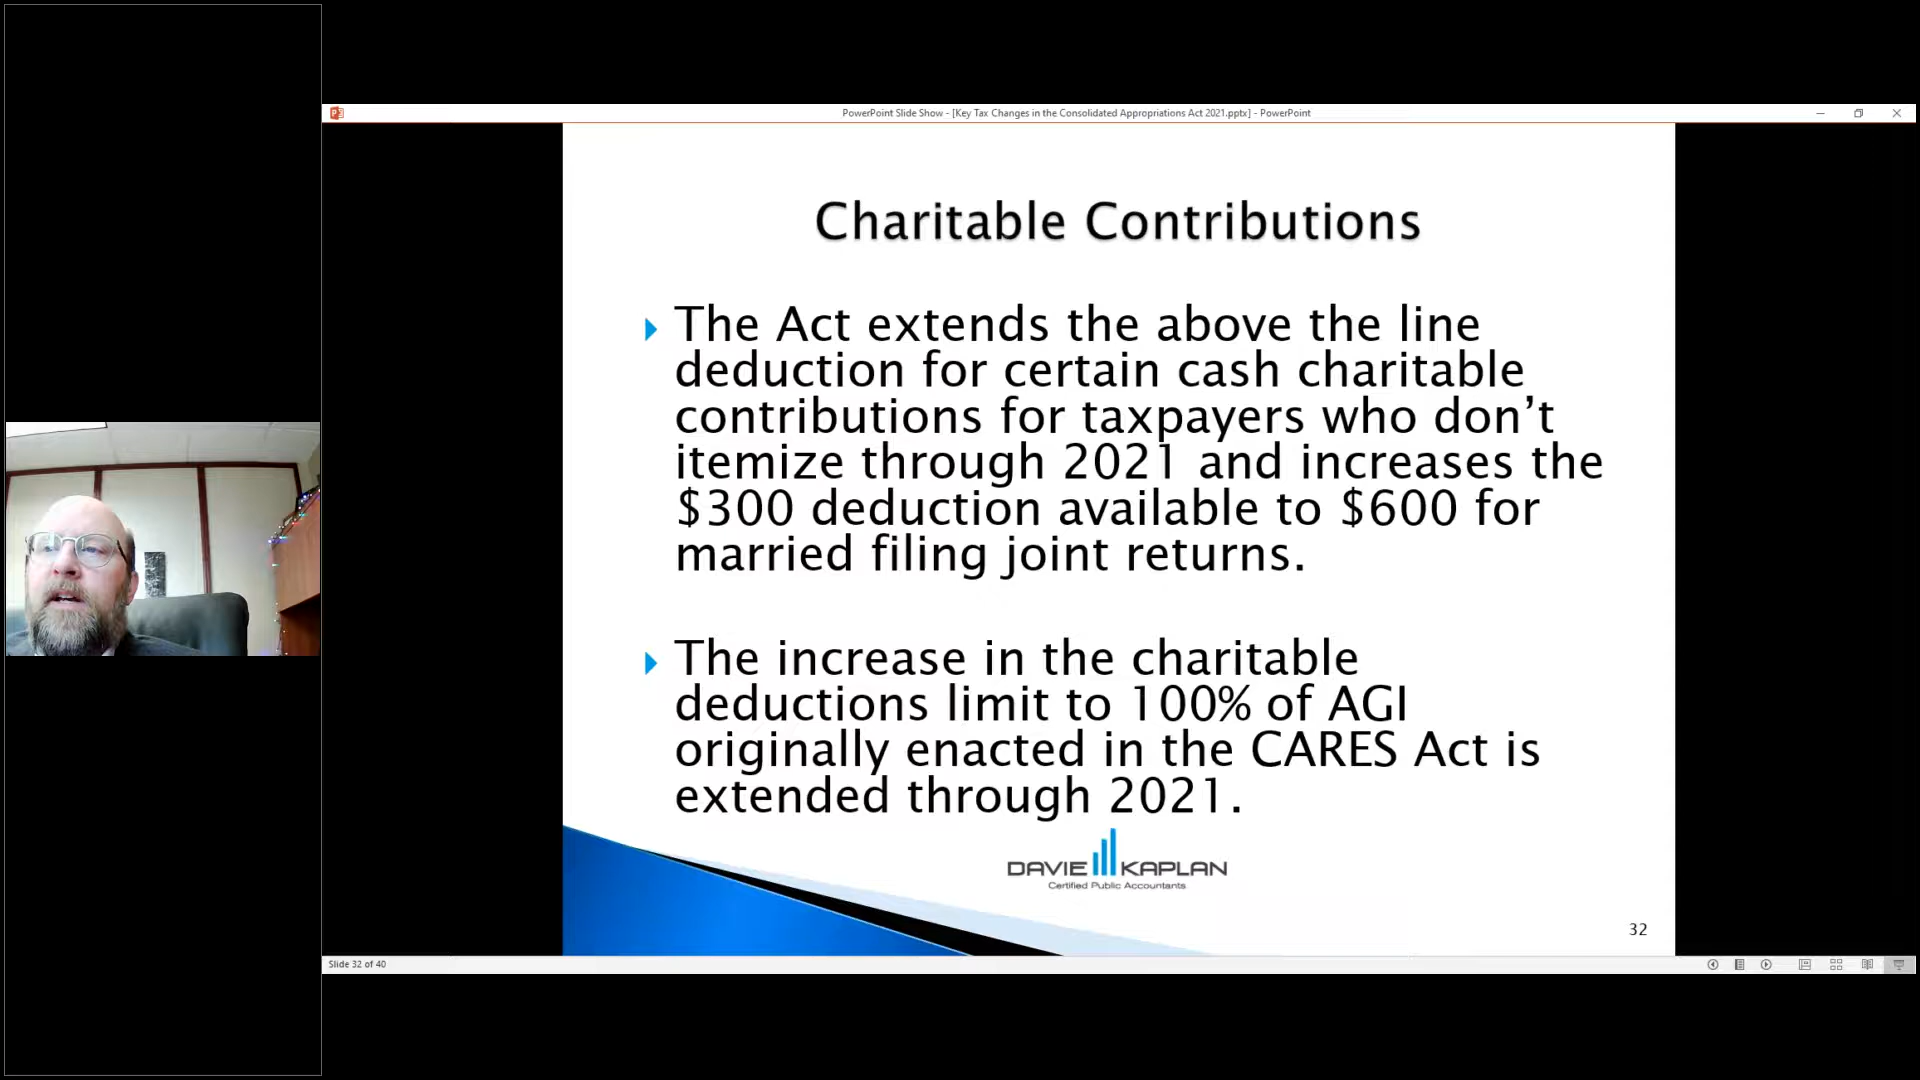 PowerPoint Slide Show - [Key Tax Changes in the Consolidated Appropriations Act 2021.pptx] - PowerPoint
Charitable Contributions
The Act extends the above the line
deduction for certain cash charitable
contributions for taxpayers who don’t
itemize through 2021 and increases the
$300 deduction available to $600 for
married filing joint returns.
The increase in the charitable
deductions limit to 100% of AGI
originally enacted in the CARES Act is
extended through 2021.
DAVIE KAPLAN
Certified Public Accountants
32
Slide 32 of 40